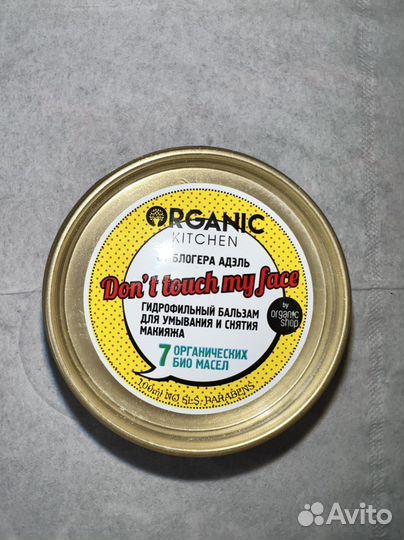 ORGANIC
KITCHEN
БЛОГЕРА АДЭЛЬ
Don't touch my face
ГИДРОФИЛЬНЫЙ БАЛЬЗАМ
ДЛЯ УМЫВАНИЯ И СНЯТИЯ
МАКИЯЖА
by
organic
shop
7 ОРГАНИЧЕСКИХ
БИО МАСЕЛ
100ml NO SLS, PARABENS
Avito